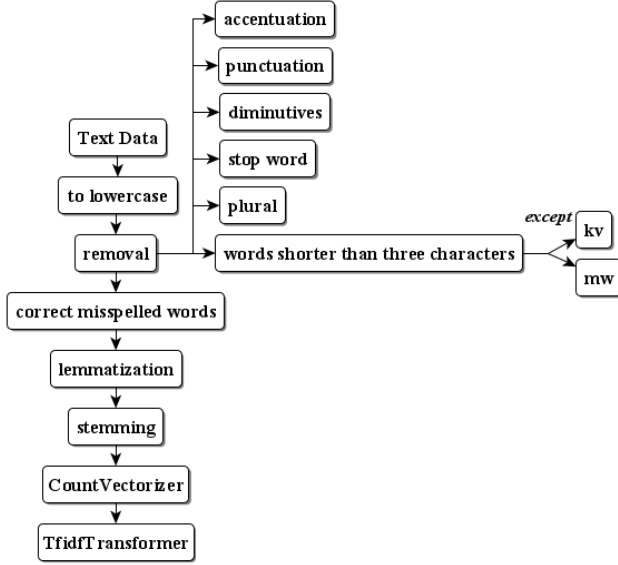 accentuation
punctuation
diminutives
Text Data
stop word
to lowercase
plural
except
kv
removal
words shorter than three characters
mw
correct misspelled words
lemmatization
stemming
CountVectorizer
TfidfTransformer